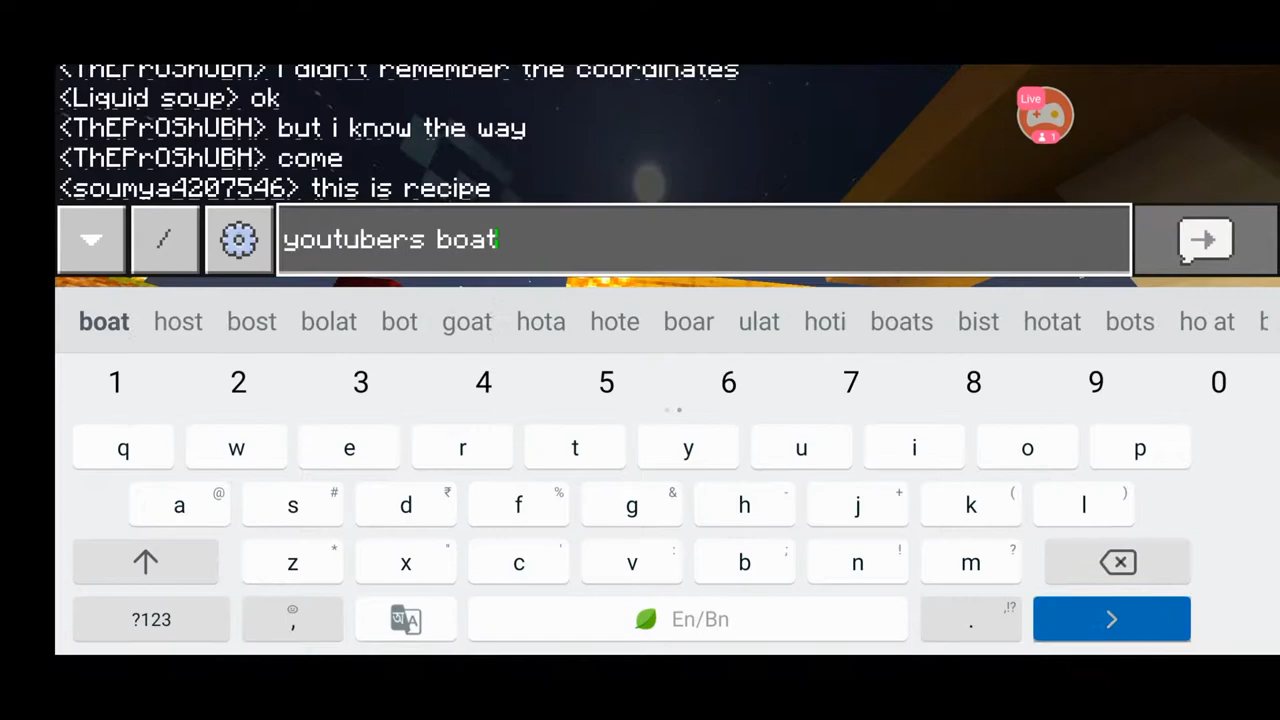 <ThEPrOShUBH> i didn't remember the coordinates
<Liquid soup> ok
<ThEPrOShUBH> but i know the way
<ThEPrOShUBH> come
<soumya4207546> this is recipe
Live
1
/
youtubers boat
boat host bost bolat bot goat hota hote boar ulat hoti boats bist hotat bots ho at b
1 2 3 4 5 6 7 8 9 0
q w e r t y u i o p
@ # ₹ % & - + ( )
a s d f g h j k l
* " ' : ; ! ?
z x c v b n m
?123 , অ A En/Bn . ,!?